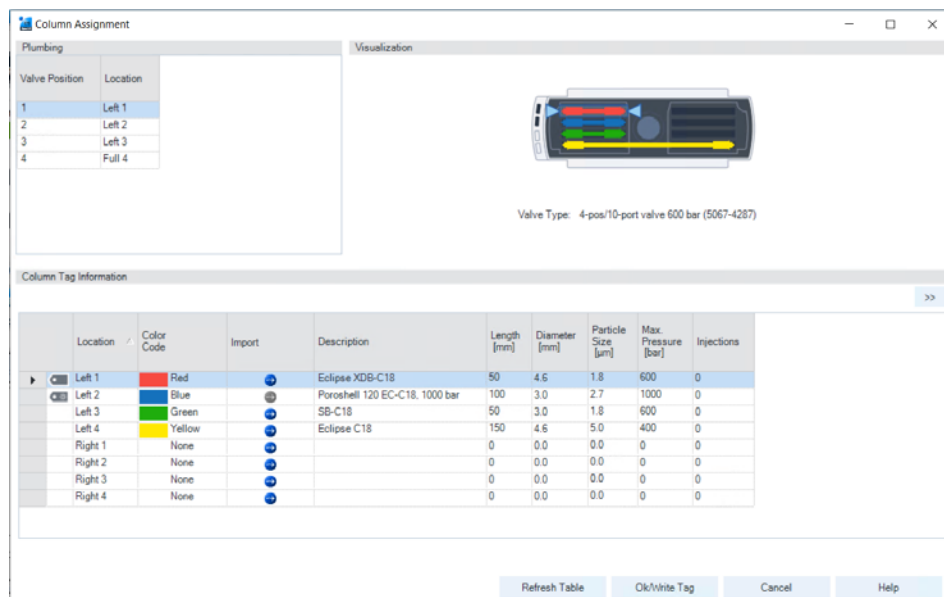 Column Assignment
Plumbing
Visualization
Valve Position Location
1 Left 1
2 Left 2
3 Left 3
4 Full 4
Valve Type: 4-pos/10-port valve 600 bar (5067-4287)
Column Tag Information
>>
Location Color Code Import Description Length [mm] Diameter [mm] Particle Size [µm] Max. Pressure [bar] Injections
Left 1 Red Eclipse XDB-C18 50 4.6 1.8 600 0
Left 2 Blue Poroshell 120 EC-C18, 1000 bar 100 3.0 2.7 1000 0
Left 3 Green SB-C18 50 3.0 1.8 600 0
Left 4 Yellow Eclipse C18 150 4.6 5.0 400 0
Right 1 None 0 0.0 0.0 0 0
Right 2 None 0 0.0 0.0 0 0
Right 3 None 0 0.0 0.0 0 0
Right 4 None 0 0.0 0.0 0 0
Refresh Table Ok/Write Tag Cancel Help